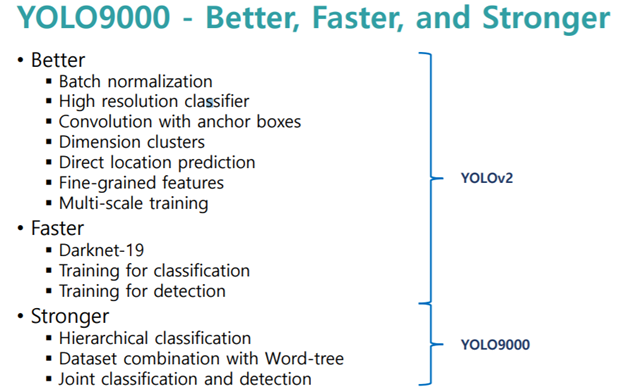 YOLO9000 - Better, Faster, and Stronger
• Better
▪ Batch normalization
▪ High resolution classifier
▪ Convolution with anchor boxes
▪ Dimension clusters
▪ Direct location prediction
▪ Fine-grained features
▪ Multi-scale training
• Faster
▪ Darknet-19
▪ Training for classification
▪ Training for detection
• Stronger
▪ Hierarchical classification
▪ Dataset combination with Word-tree
▪ Joint classification and detection
YOLOv2
YOLO9000